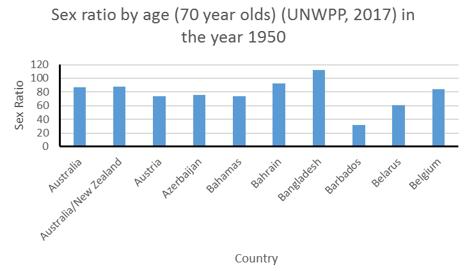 Sex ratio by age (70 year olds) (UNWPP, 2017) in
the year 1950
120
100
80
60
40
20
0
Sex Ratio
Australia
Australia/New Zealand
Austria
Azerbaijan
Bahamas
Bahrain
Bangladesh
Barbados
Belarus
Belgium
Country